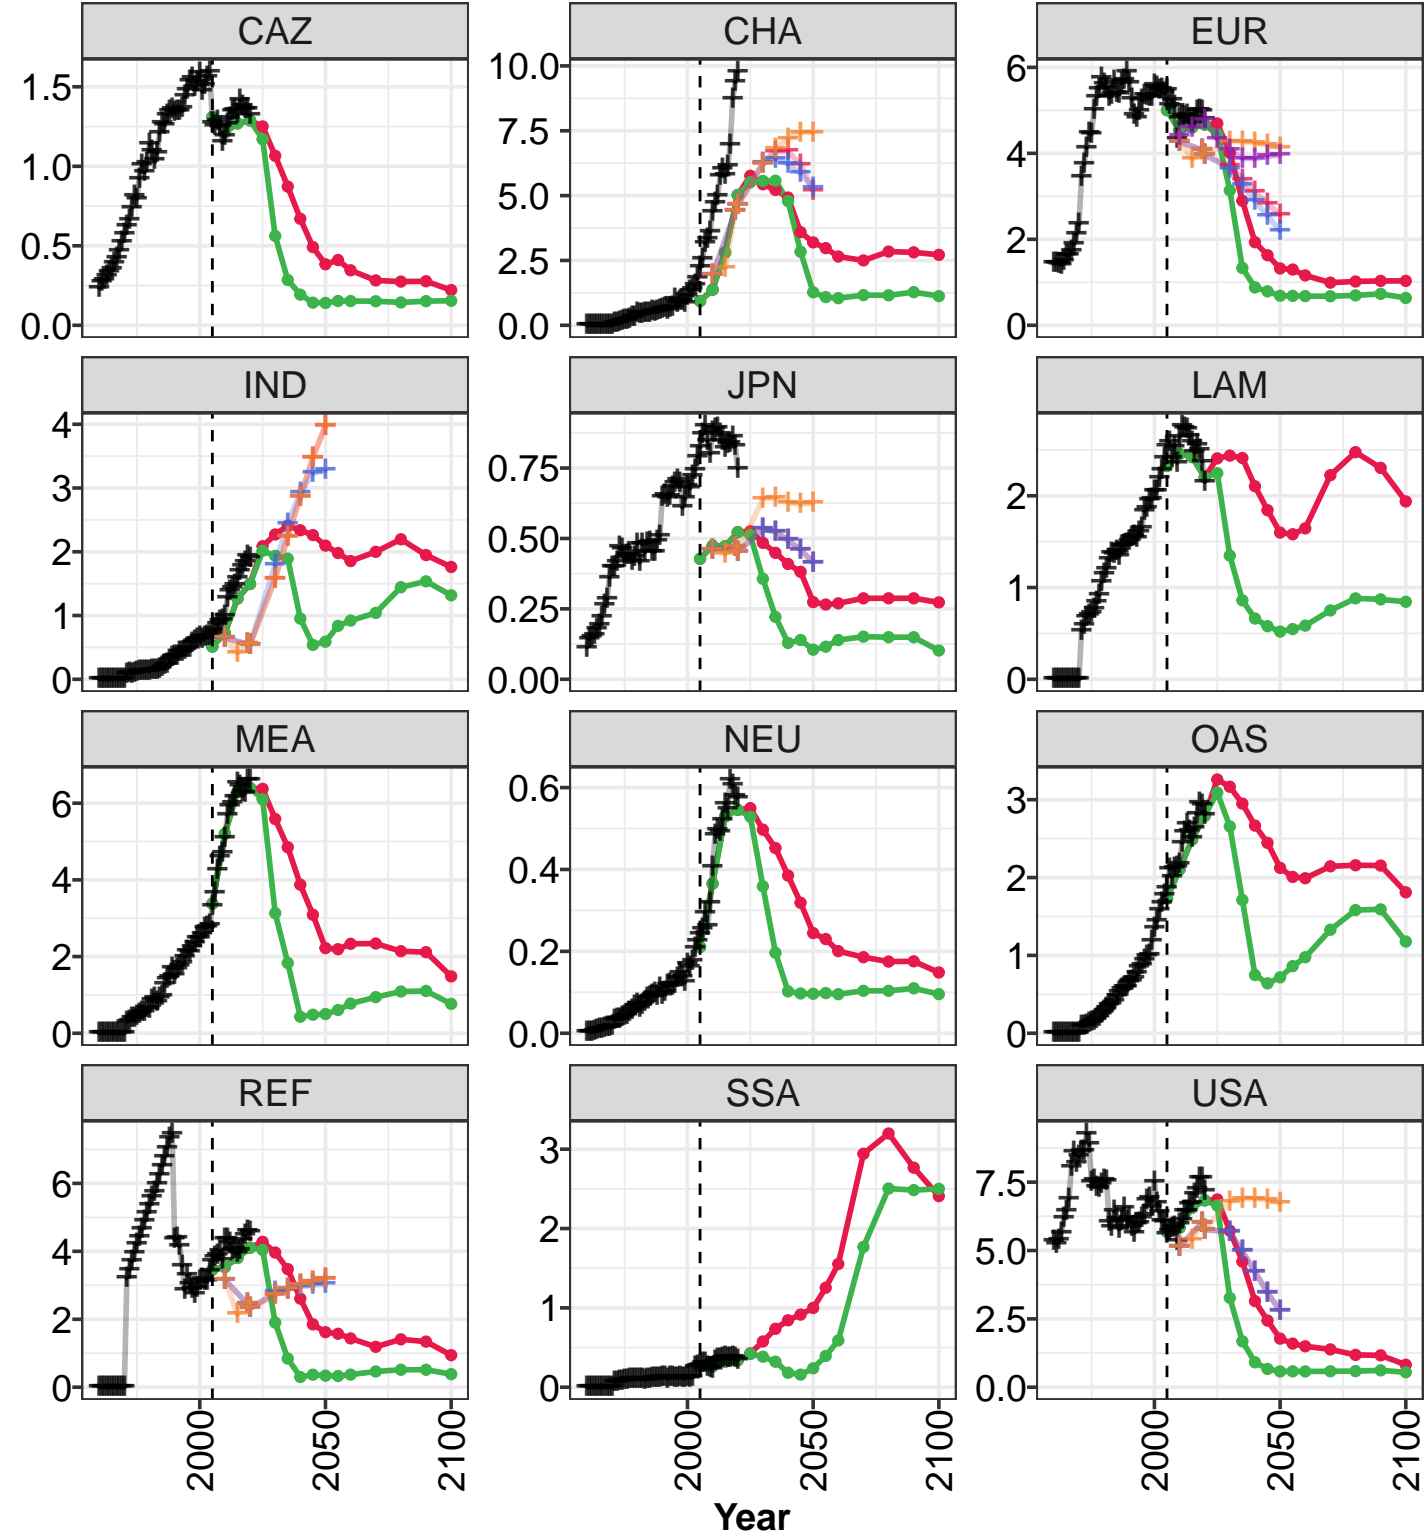 CAZ CHA EUR
1.5 10.0 6
1.0 7.5 4
0.5 5.0 2
0.0 2.5 0
0.0
IND JPN LAM
4 0.75 2
3 0.50 1
2 0.25 0
1 0.00
0
MEA NEU OAS
6 0.6 3
4 0.4 2
2 0.2 1
0 0.0 0
REF SSA USA
6 3 7.5
4 2 5.0
2 1 2.5
0 0 0.0
2000 2050 2100 2000 2050 2100 2000 2050 2100
Year